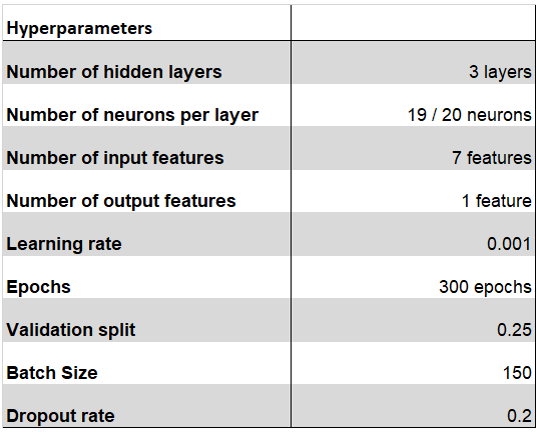 Hyperparameters
Number of hidden layers 3 layers
Number of neurons per layer 19 / 20 neurons
Number of input features 7 features
Number of output features 1 feature
Learning rate 0.001
Epochs 300 epochs
Validation split 0.25
Batch Size 150
Dropout rate 0.2